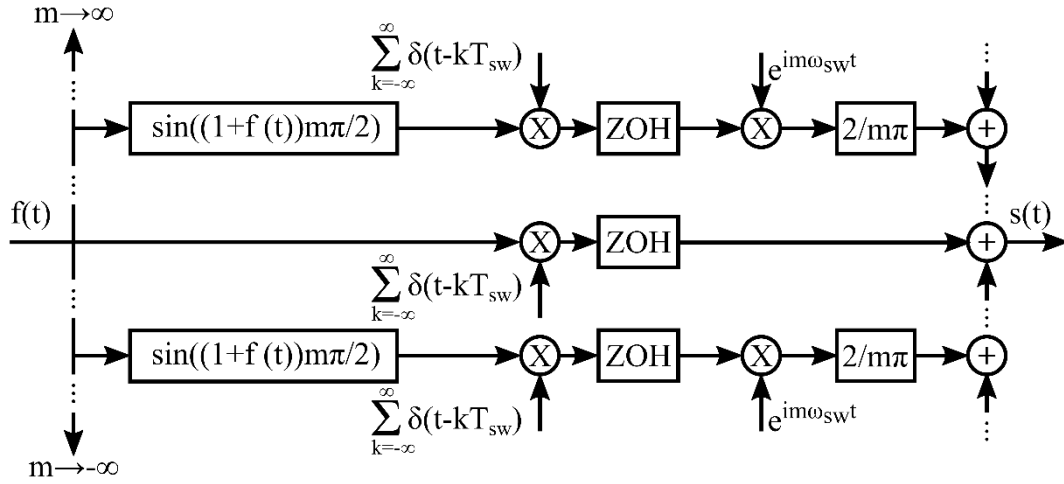 m→∞
∞
∑ δ(t-kT_sw)
k=-∞
e^imω_SW t
⋮
sin((1+f (t))mπ/2)
X
ZOH
X
2/mπ
+
f(t)
X
ZOH
+
s(t)
∞
∑ δ(t-kT_sw)
k=-∞
sin((1+f (t))mπ/2)
X
ZOH
X
2/mπ
+
∞
∑ δ(t-kT_sw)
k=-∞
e^imω_SW t
m→-∞